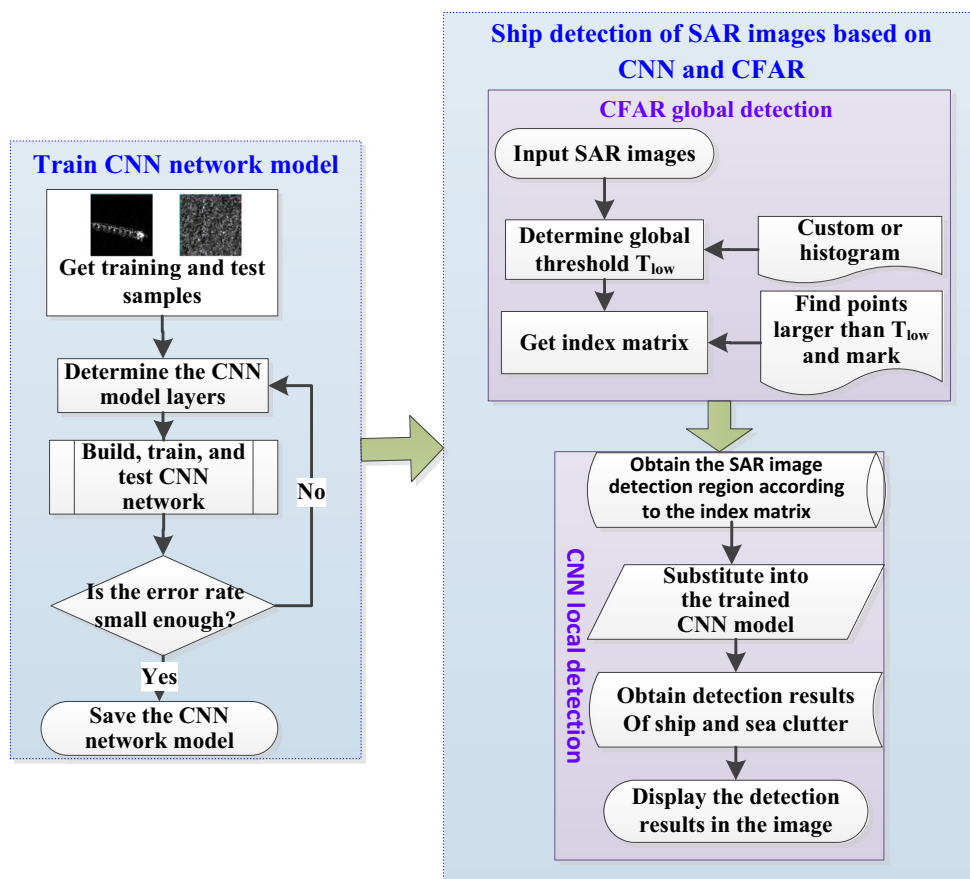 Train CNN network model
Get training and test
samples
Determine the CNN
model layers
Build, train, and
test CNN
network
No
Is the error rate
small enough?
Yes
Save the CNN
network model
Ship detection of SAR images based on
CNN and CFAR
CFAR global detection
Input SAR images
Determine global
threshold Tlow
Custom or
histogram
Get index matrix
Find points
larger than Tlow
and mark
CNN local detection
Obtain the SAR image
detection region according
to the index matrix
Substitute into
the trained
CNN model
Obtain detection results
Of ship and sea clutter
Display the detection
results in the image